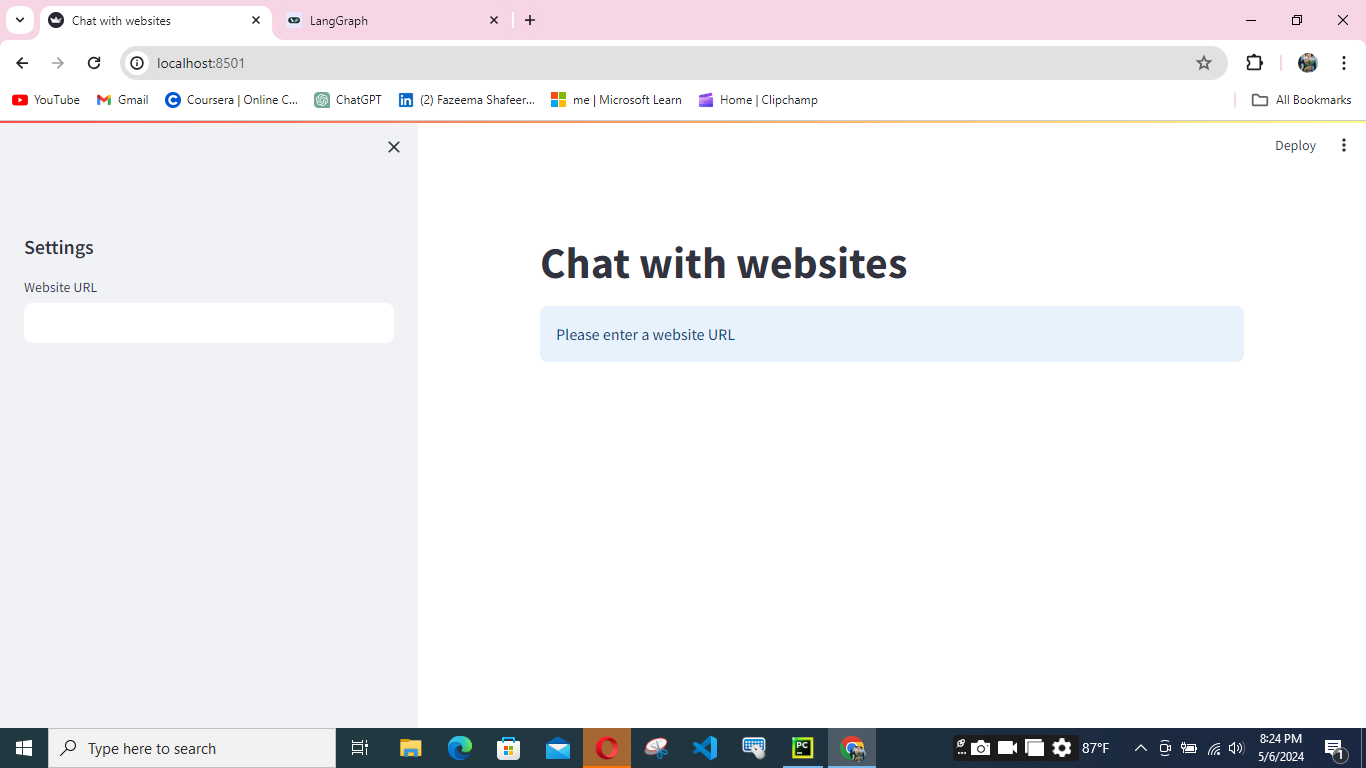 Chat with websites
LangGraph
localhost:8501
YouTube
Gmail
Coursera | Online C...
ChatGPT
(2) Fazeema Shafeer...
me | Microsoft Learn
Home | Clipchamp
All Bookmarks
Deploy
Settings
Website URL
Chat with websites
Please enter a website URL
Type here to search
PC
87°F
8:24 PM
5/6/2024
1